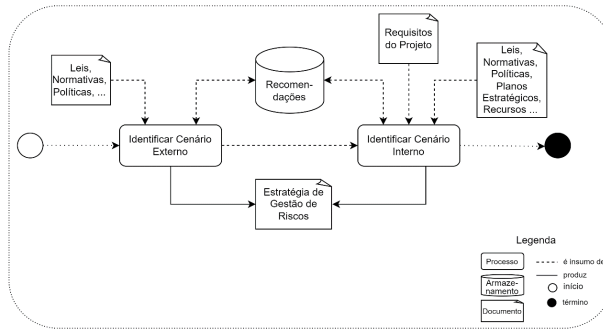 Leis,
Normativas,
Políticas, ...
Recomen-
dações
Requisitos
do Projeto
Leis,
Normativas,
Políticas,
Planos
Estratégicos,
Recursos ...
Identificar Cenário
Externo
Identificar Cenário
Interno
Estratégia de
Gestão de
Riscos
Legenda
Processo
é insumo de
produz
Armaze-
namento
início
Documento
término